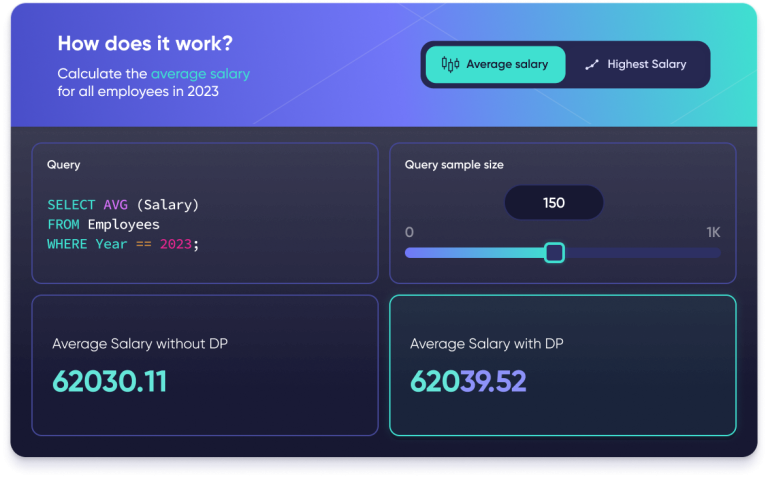 How does it work?
Calculate the average salary
for all employees in 2023
Average salary
Highest Salary
Query
SELECT AVG (Salary)
FROM Employees
WHERE Year == 2023;
Query sample size
150
0
1K
Average Salary without DP
62030.11
Average Salary with DP
62039.52